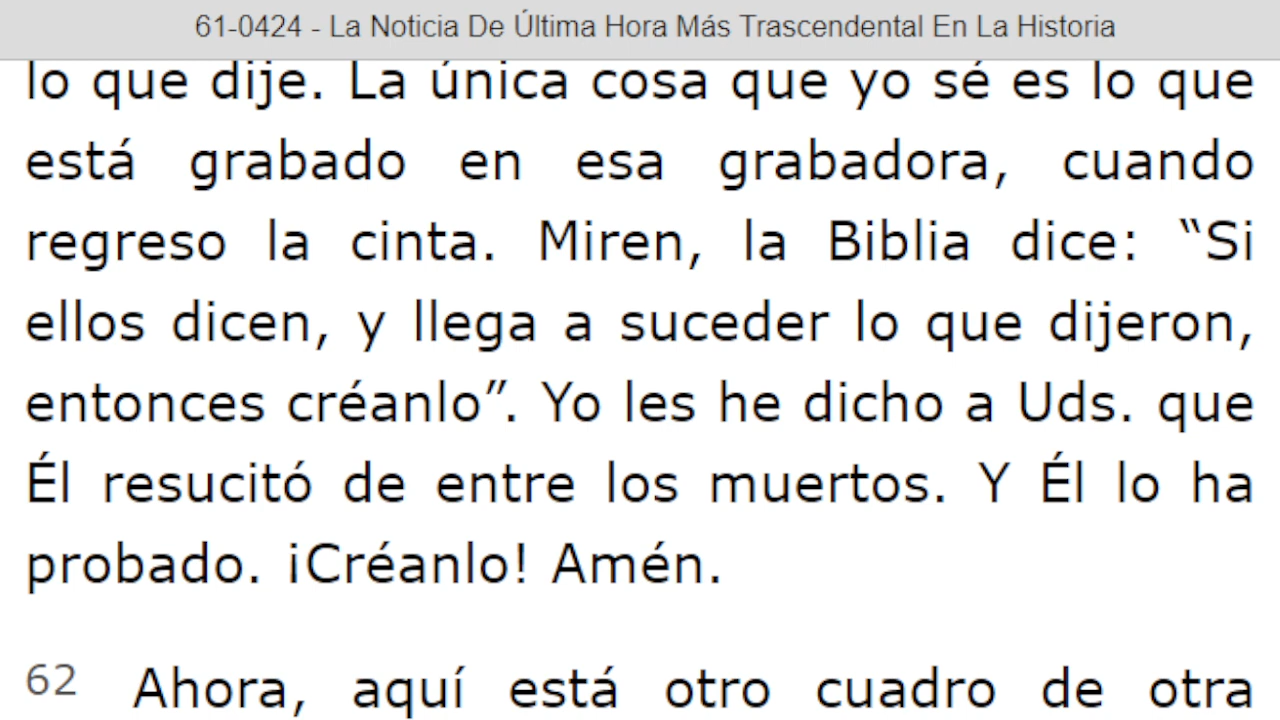 61-0424 - La Noticia De Última Hora Más Trascendental En La Historia
lo que dije. La única cosa que yo sé es lo que
está grabado en esa grabadora, cuando
regreso la cinta. Miren, la Biblia dice: “Si
ellos dicen, y llega a suceder lo que dijeron,
entonces créanlo”. Yo les he dicho a Uds. que
Él resucitó de entre los muertos. Y Él lo ha
probado. ¡Créanlo! Amén.
62 Ahora, aquí está otro cuadro de otra